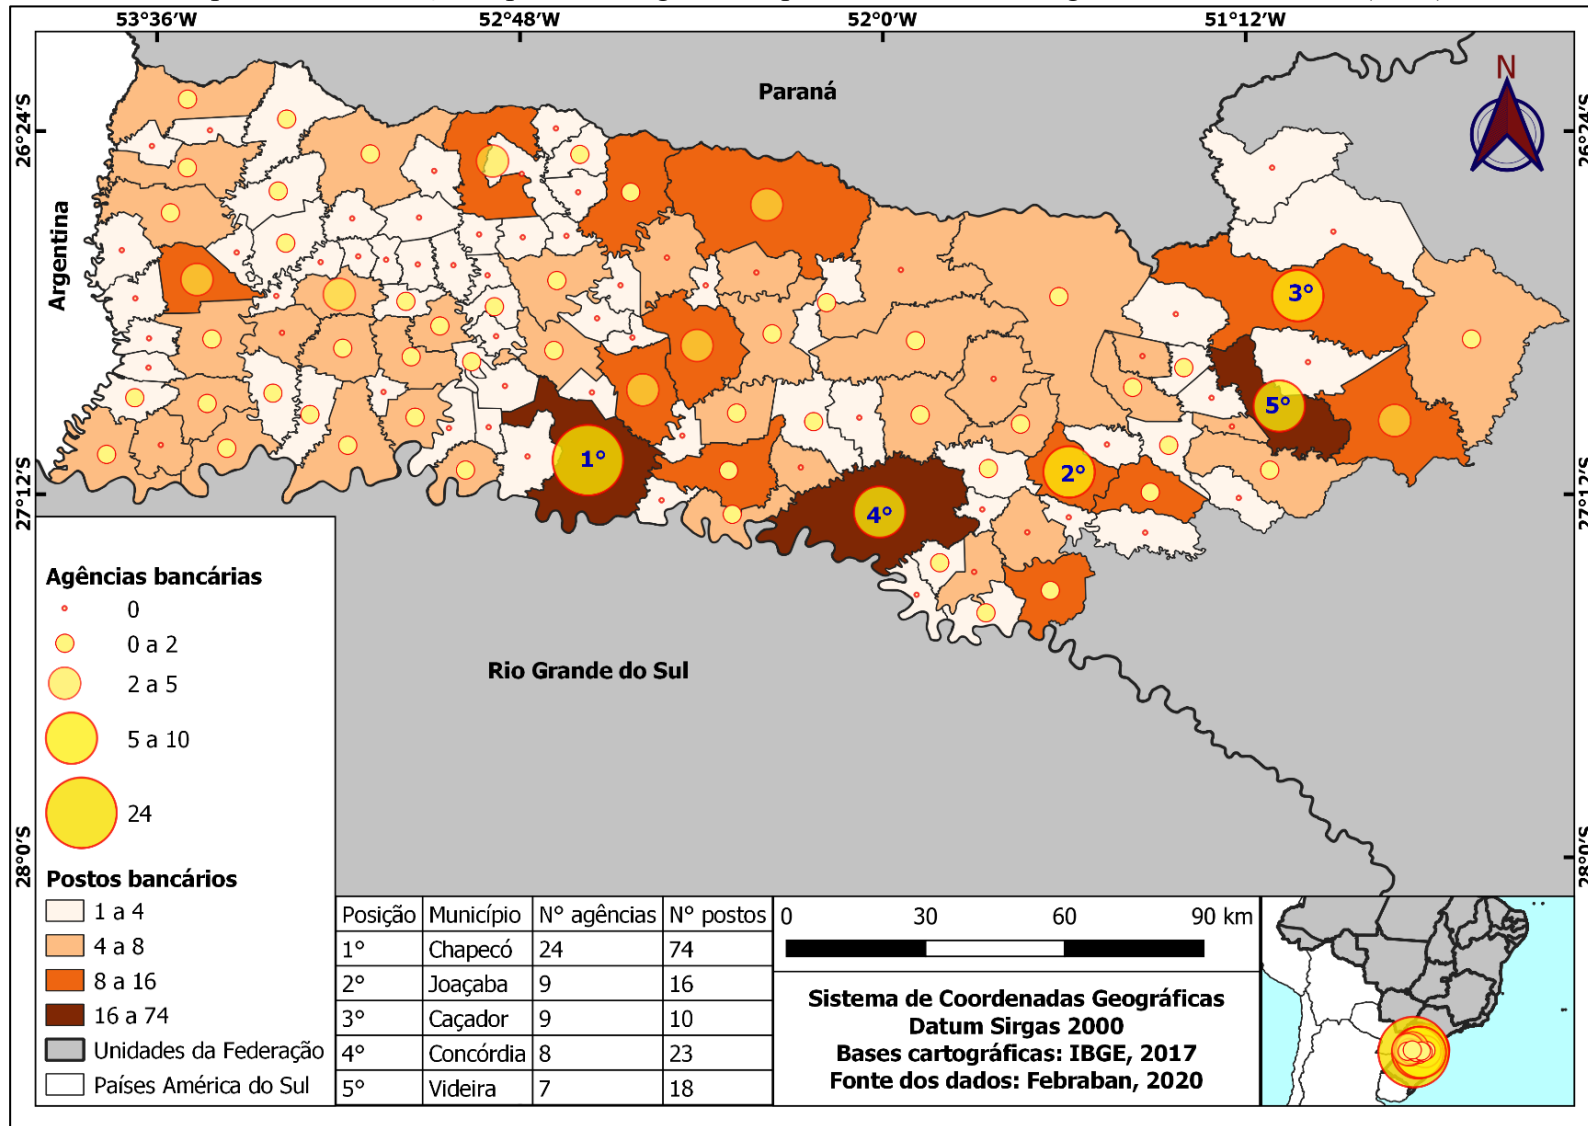 53°36′W 52°48′W 52°0′W 51°12′W
26°24′S 26°24′S
N
Paraná
Argentina
3°
5°
1°
2°
4°
27°12′S 27°12′S
Rio Grande do Sul
28°0′S 28°0′S
Agências bancárias
0
0 a 2
2 a 5
5 a 10
24
Postos bancários
1 a 4
4 a 8
8 a 16
16 a 74
Unidades da Federação
Países América do Sul
Posição Município N° agências N° postos
1° Chapecó 24 74
2° Joaçaba 9 16
3° Caçador 9 10
4° Concórdia 8 23
5° Videira 7 18
0 30 60 90 km
Sistema de Coordenadas Geográficas
Datum Sirgas 2000
Bases cartográficas: IBGE, 2017
Fonte dos dados: Febraban, 2020